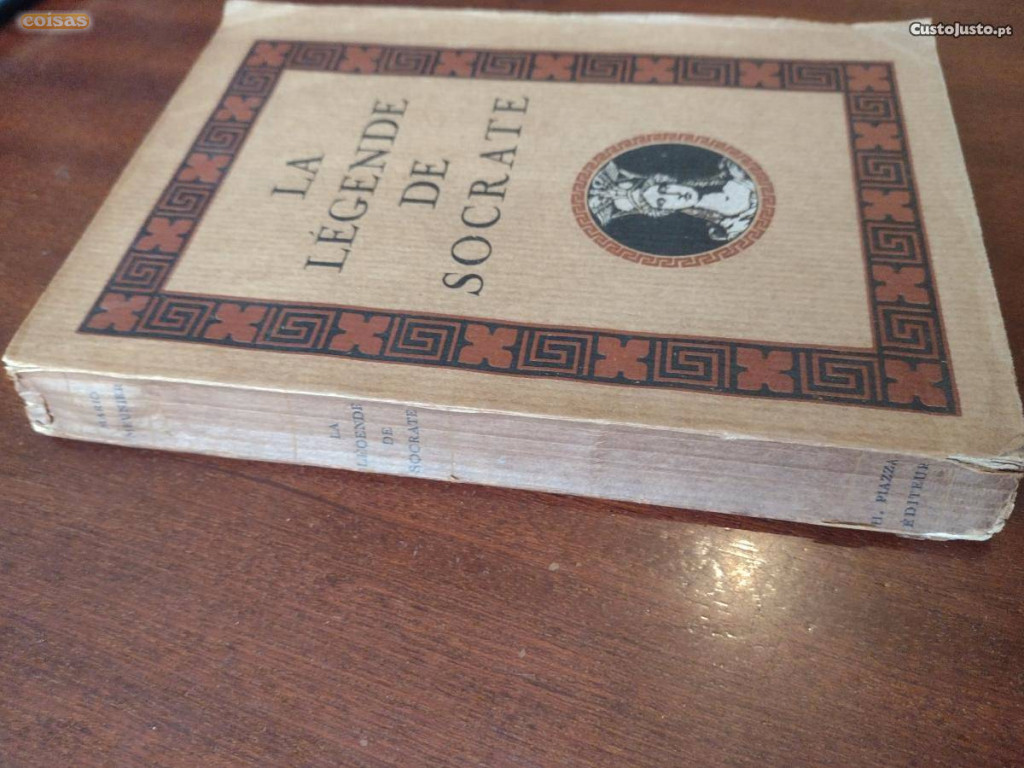 coisas
CustoJusto.pt
LA
LÉGENDE
DE
SOCRATE
MARIO
MEUNIER
LA
LÉGENDE
DE
SOCRATE
H. PIAZZA
ÉDITEUR